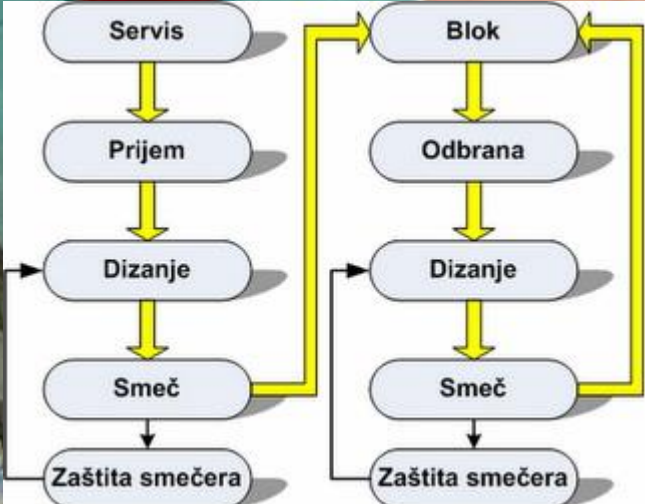 Servis
Prijem
Dizanje
Smeč
Zaštita smečera
Blok
Odbrana
Dizanje
Smeč
Zaštita smečera